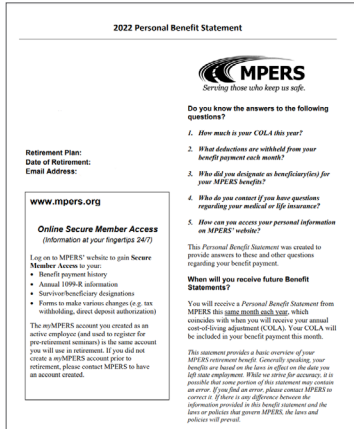 2022 Personal Benefit Statement
MPERS
Serving those who keep us safe.
Retirement Plan:
Date of Retirement:
Email Address:
www.mpers.org
Online Secure Member Access
(Information at your fingertips 24/7)
Log on to MPERS' website to gain Secure
Member Access to your:
• Benefit payment history
• Annual 1099-R information
• Survivor/beneficiary designations
• Forms to make various changes (e.g. tax
withholding, direct deposit authorization)
The myMPERS account you created as an
active employee (and used to register for
pre-retirement seminars) is the same account
you will use in retirement. If you did not
create a myMPERS account prior to
retirement, please contact MPERS to have
an account created.
Do you know the answers to the following
questions?
1. How much is your COLA this year?
2. What deductions are withheld from your
benefit payment each month?
3. Who did you designate as beneficiary(ies) for
your MPERS benefits?
4. Who do you contact if you have questions
regarding your medical or life insurance?
5. How can you access your personal information
on MPERS' website?
This Personal Benefit Statement was created to
provide answers to these and other questions
regarding your benefit payment.
When will you receive future Benefit
Statements?
You will receive a Personal Benefit Statement from
MPERS this same month each year, which
coincides with when you will receive your annual
cost-of-living adjustment (COLA). Your COLA will
be included in your benefit payment this month.
This statement provides a basic overview of your
MPERS retirement benefit. Generally speaking, your
benefits are based on the laws in effect on the date you
left state employment. While we strive for accuracy, it is
possible that some portion of this statement may contain
an error. If you find an error, please contact MPERS to
correct it. If there is any difference between the
information provided in this benefit statement and the
laws or policies that govern MPERS, the laws and
policies will prevail.